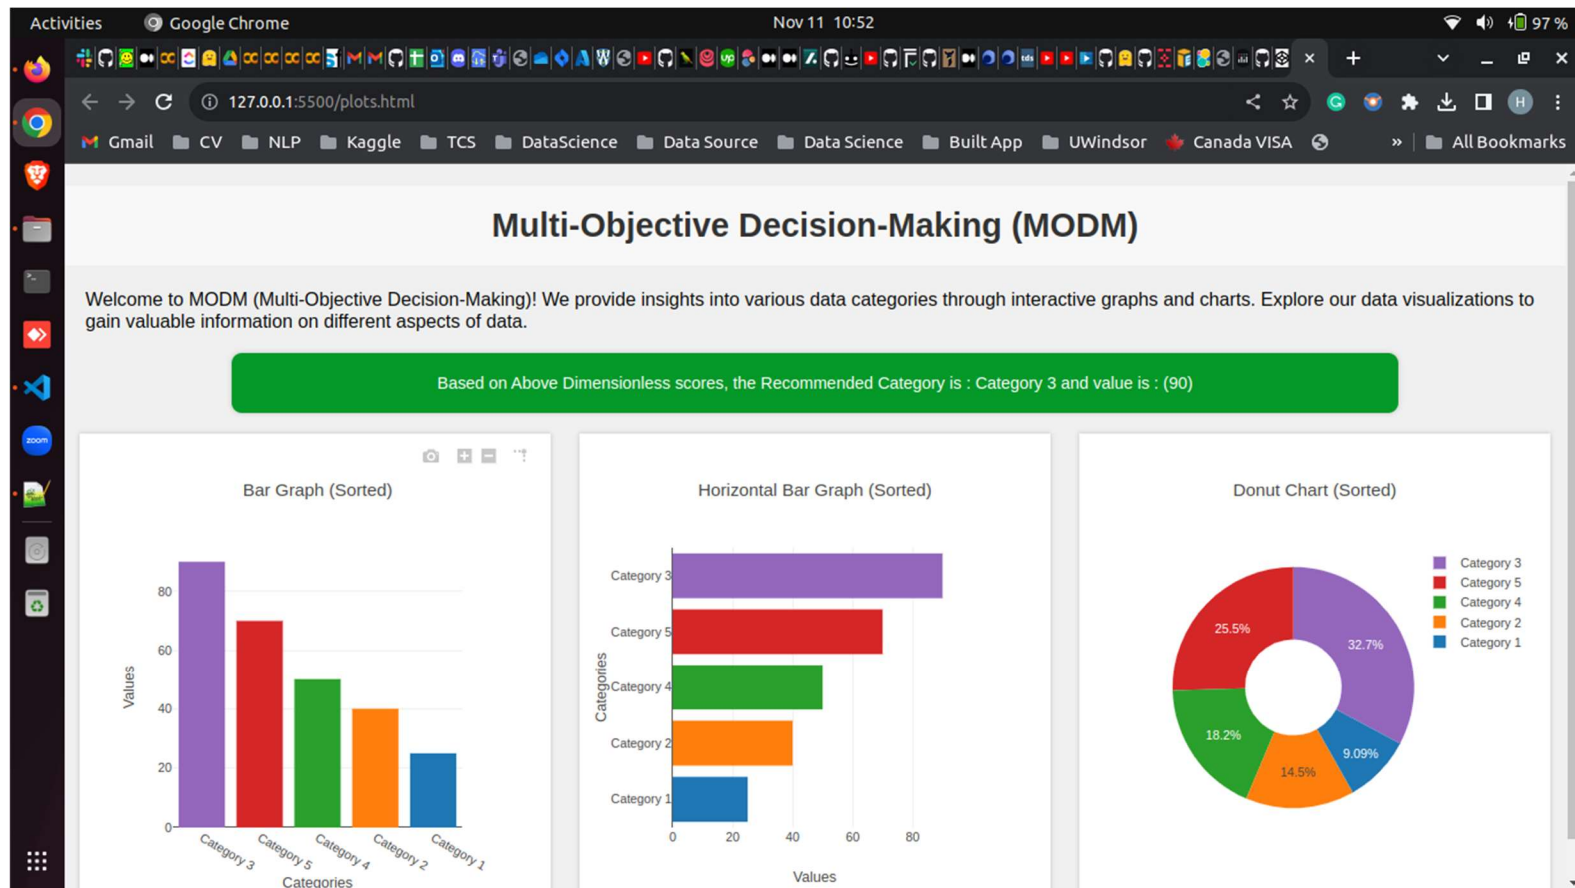 Activities
Google Chrome
Nov 11 10:52
97 %
127.0.0.1:5500/plots.html
H
Gmail
CV
NLP
Kaggle
TCS
DataScience
Data Source
Data Science
Built App
UWindsor
Canada VISA
»
All Bookmarks
zoom
Multi-Objective Decision-Making (MODM)
Welcome to MODM (Multi-Objective Decision-Making)! We provide insights into various data categories through interactive graphs and charts. Explore our data visualizations to
gain valuable information on different aspects of data.
Based on Above Dimensionless scores, the Recommended Category is : Category 3 and value is : (90)
Bar Graph (Sorted)
80
60
40
20
0
Values
Category 3
Category 5
Category 4
Category 2
Category 1
Categories
Horizontal Bar Graph (Sorted)
Category 3
Category 5
Category 4
Category 2
Category 1
Categories
0
20
40
60
80
Values
Donut Chart (Sorted)
25.5%
32.7%
18.2%
14.5%
9.09%
Category 3
Category 5
Category 4
Category 2
Category 1